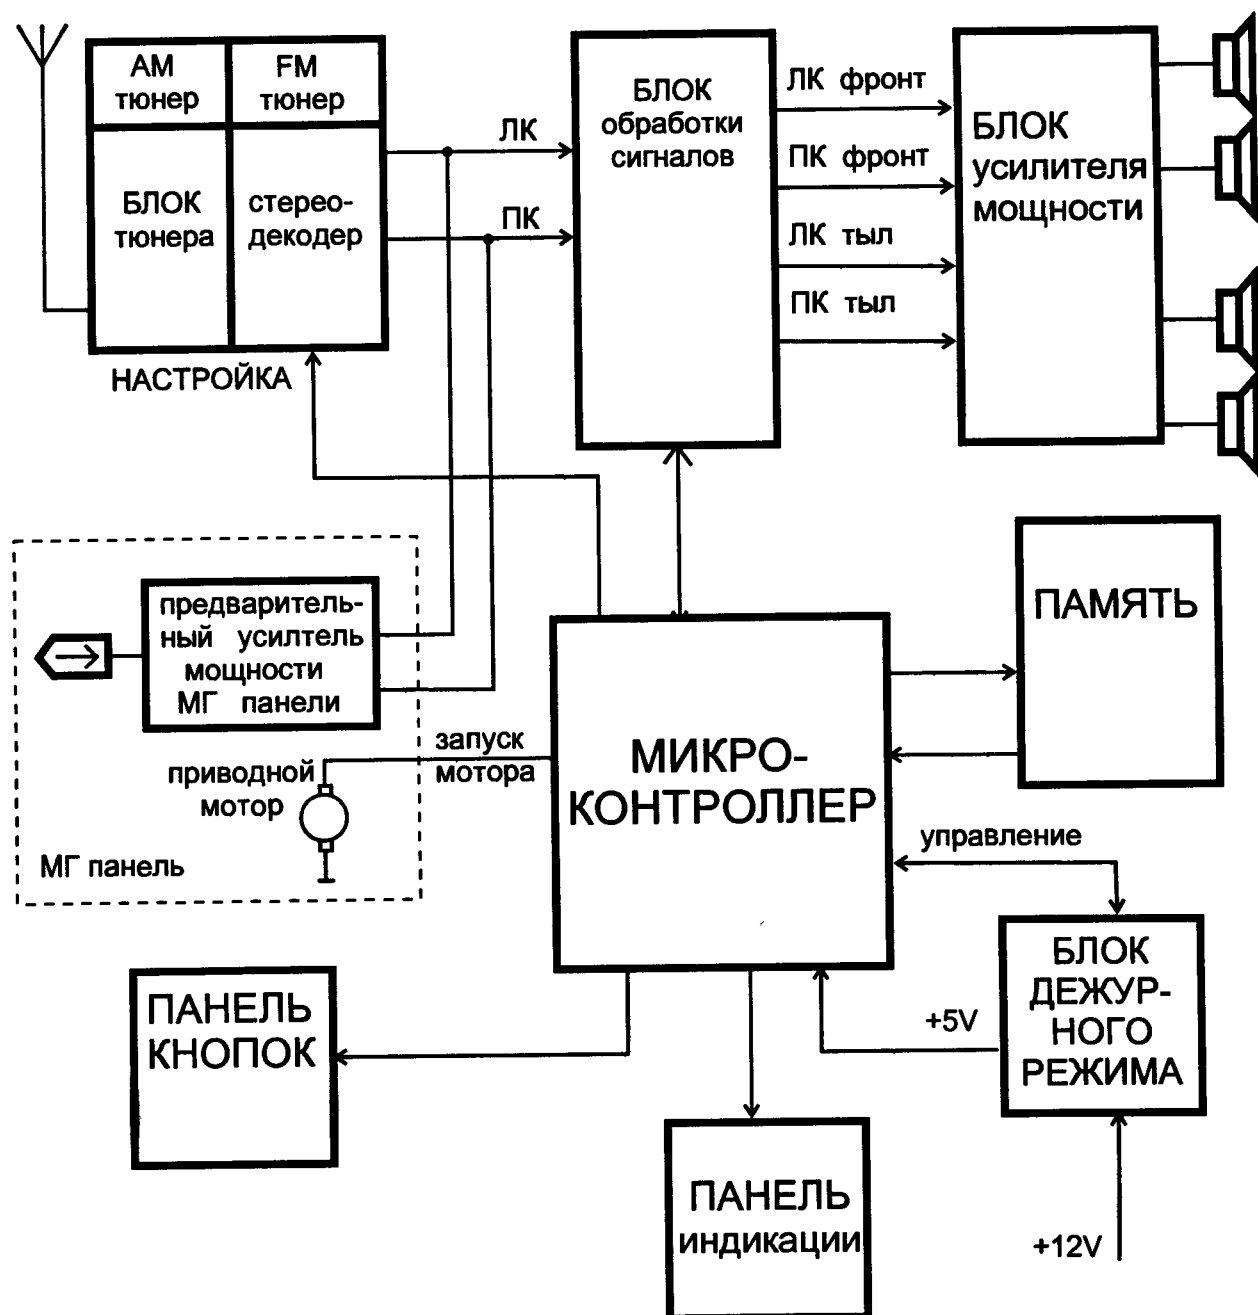 АМ
тюнер
FM
тюнер
БЛОК
тюнера
стерео-
декодер
НАСТРОЙКА
ЛК
ПК
БЛОК
обработки
сигналов
ЛК фронт
ПК фронт
ЛК тыл
ПК тыл
БЛОК
усилителя
мощности
предваритель-
ный усилтель
мощности
МГ панели
приводной
мотор
МГ панель
запуск
мотора
МИКРО-
КОНТРОЛЛЕР
ПАМЯТЬ
управление
БЛОК
ДЕЖУР-
НОГО
РЕЖИМА
+5V
+12V
ПАНЕЛЬ
КНОПОК
ПАНЕЛЬ
индикации